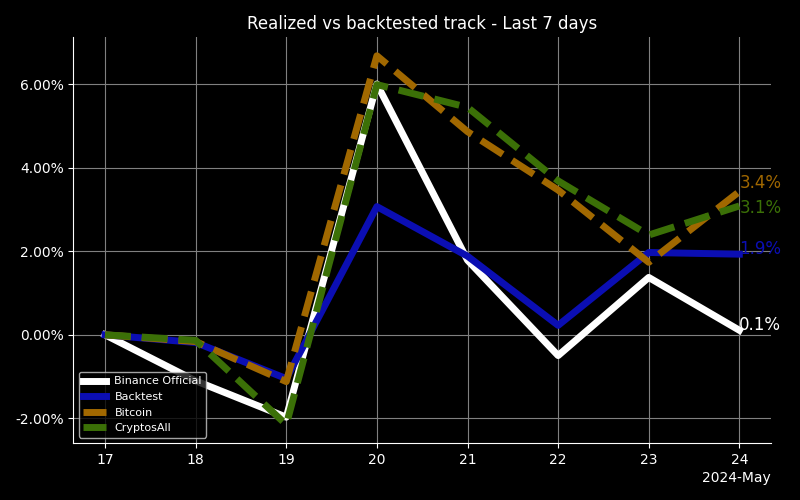 Realized vs backtested track - Last 7 days
6.00%
4.00%
2.00%
0.00%
-2.00%
3.4%
3.1%
1.9%
0.1%
Binance Official
Backtest
Bitcoin
CryptosAll
17 18 19 20 21 22 23 24
2024-May